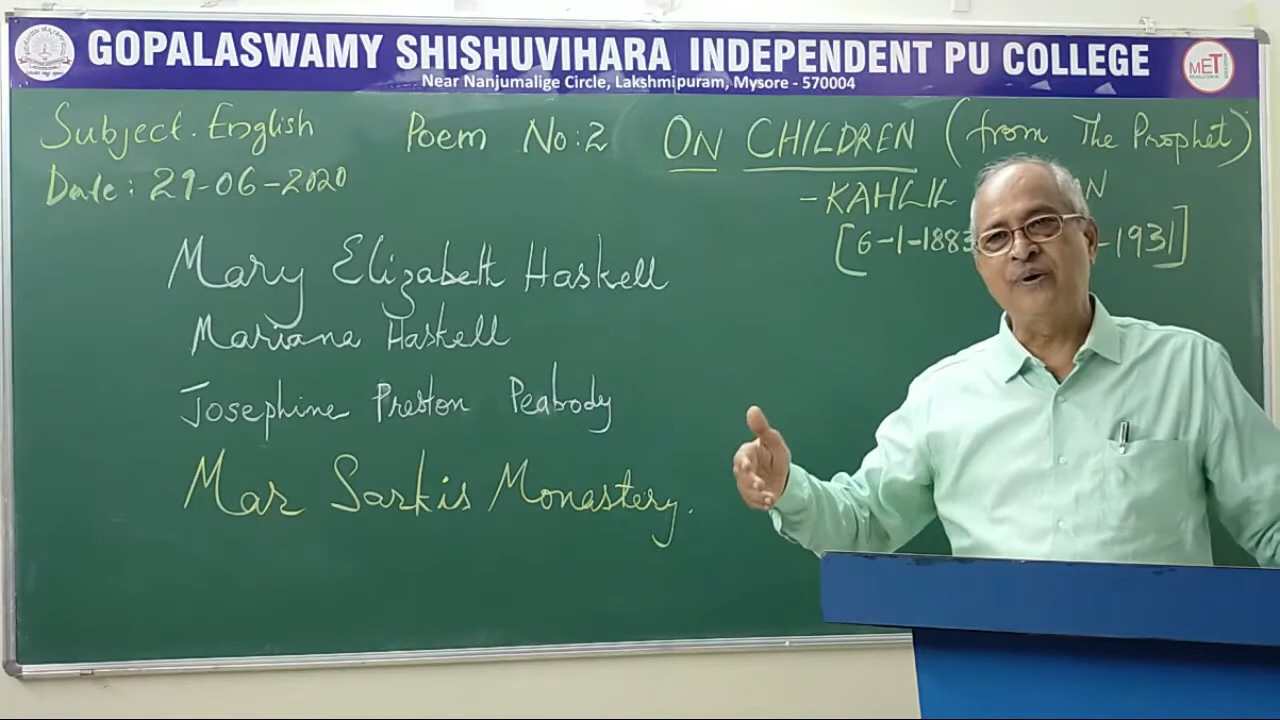 GOPALASWAMY SHISHUVIHARA INDEPENDENT PU COLLEGE
MET
Near Nanjumalige Circle, Lakshmipuram, Mysore - 570004
Subject. English
Poem No:2
ON CHILDREN (from The Prophet)
Date: 29-06-2020
- KAHLIL
[6-1-1883
-1931]
Mary Elizabett Haskell
Mariana Haskell
Josephine Preston Peabody
Mar Sarkis Monastery.